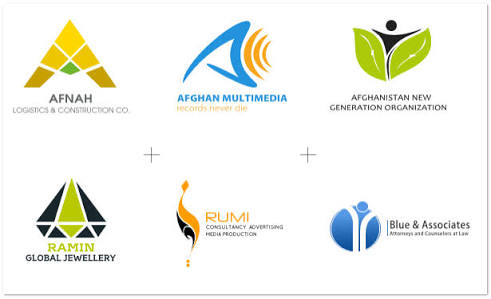 AFNAH
LOGISTICS & CONSTRUCTION CO.
AFGHAN MULTIMEDIA
records never die
AFGHANISTAN NEW
GENERATION ORGANIZATION
RAMIN
GLOBAL JEWELLERY
RUMI
CONSULTANCY ADVERTISING
MEDIA PRODUCTION
Blue & Associates
Attorneys and Counselors at Law